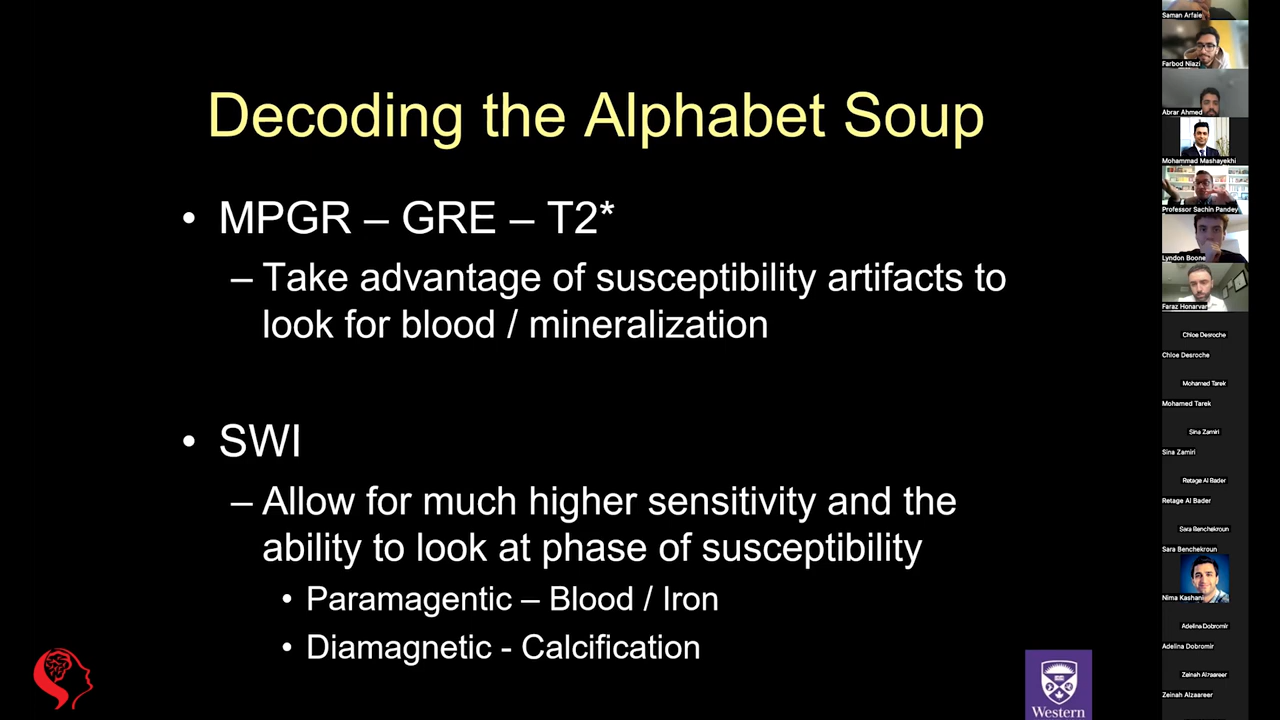 Decoding the Alphabet Soup
• MPGR – GRE – T2*
– Take advantage of susceptibility artifacts to
look for blood / mineralization
• SWI
– Allow for much higher sensitivity and the
ability to look at phase of susceptibility
• Paramagentic – Blood / Iron
• Diamagnetic - Calcification
Western
Saman Arfaie
Farbod Niazi
Abrar Ahmed
Mohammad Mashayekhi
Professor Sachin Pandey
Lyndon Boone
Faraz Honarvar
Chloe Desroche
Chloe Desroche
Mohamed Tarek
Mohamed Tarek
Sina Zamiri
Sina Zamiri
Retage Al Bader
Retage Al Bader
Sara Benchekroun
Sara Benchekroun
Nima Kashani
Adelina Dobromir
Adelina Dobromir
Zeinah Alzaareer
Zeinah Alzaareer